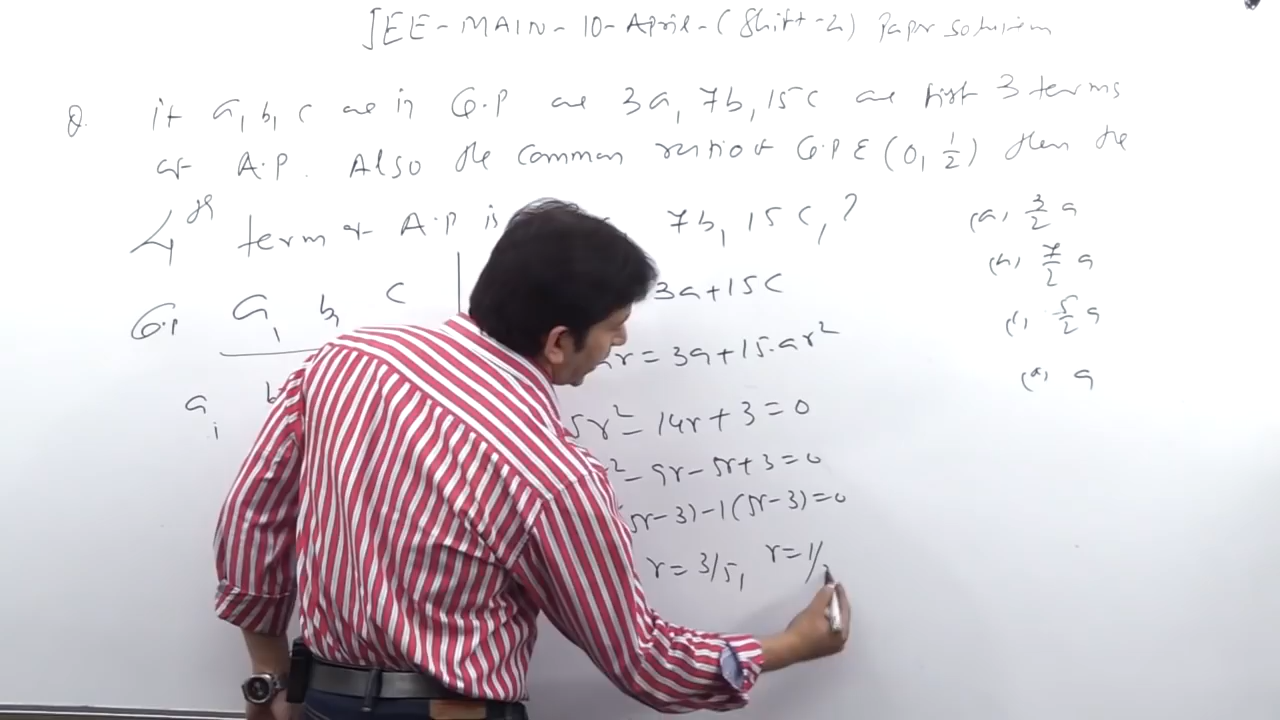 JEE-MAIN-10-April-(Shift-2) Paper solution
Q. if a, b, c are in G.P are 3a, 7b, 15c are first 3 terms
of A.P. Also the common ratio of G.P ∈ (0, 1/2) then the
4th term of A.P is 7b, 15c, ?
(a) 3/2 a
(b) 7/2 a
(c) 5/2 a
(d) a
G.P a, b, c
a,
3a+15c
r = 3a+15.ar²
5r² - 14r + 3 = 0
² - 9r - 5r + 3 = 0
5r-3) - 1(5r-3) = 0
r = 3/5, r = 1/